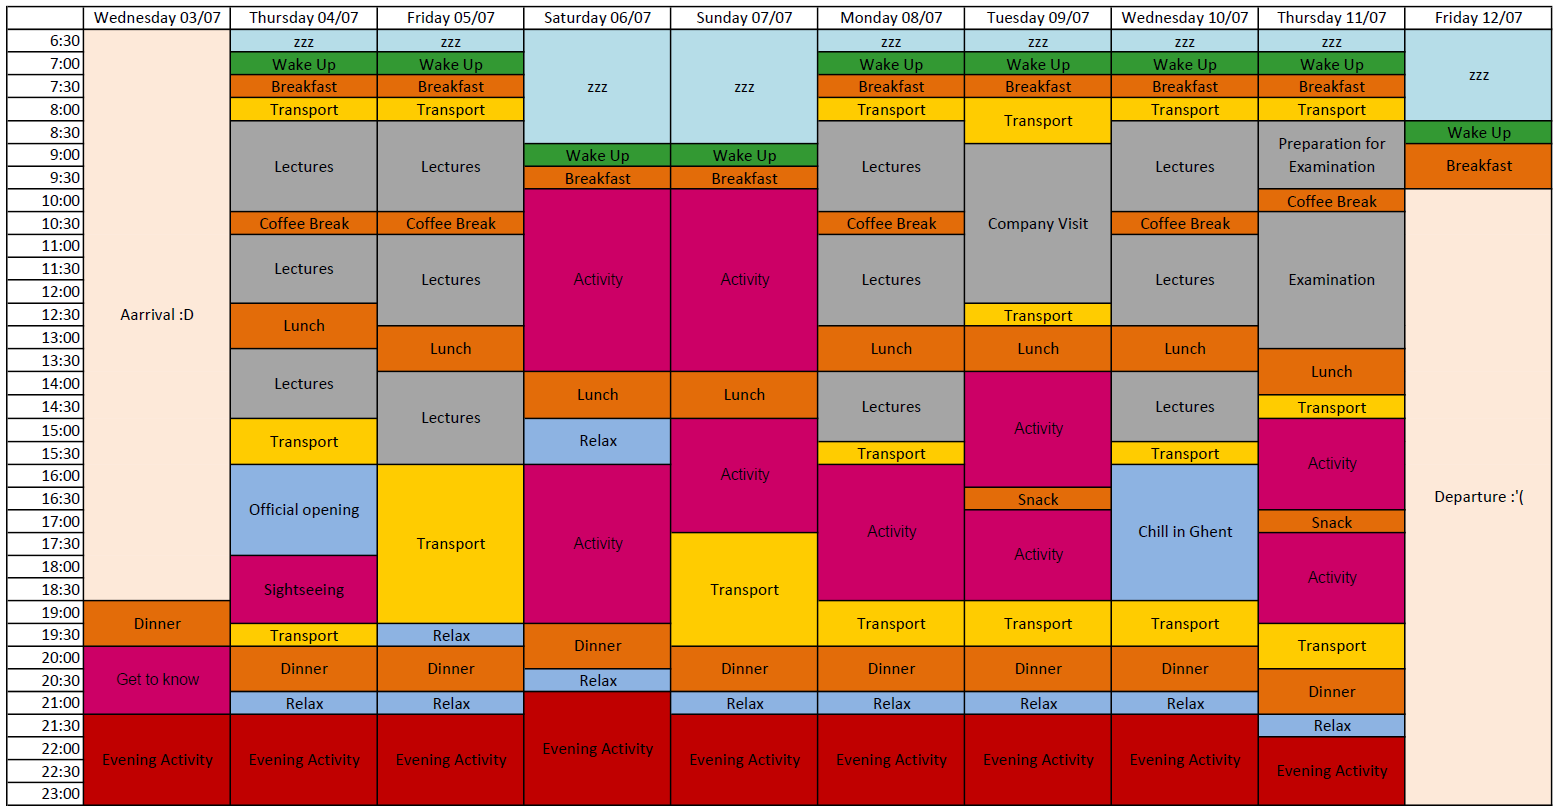 Wednesday 03/07 Thursday 04/07 Friday 05/07 Saturday 06/07 Sunday 07/07 Monday 08/07 Tuesday 09/07 Wednesday 10/07 Thursday 11/07 Friday 12/07
6:30 zzz zzz zzz zzz zzz zzz
7:00 Wake Up Wake Up Wake Up Wake Up Wake Up Wake Up
7:30 Breakfast Breakfast zzz zzz Breakfast Breakfast Breakfast Breakfast zzz
8:00 Transport Transport Transport Transport Transport Transport
8:30 Wake Up
9:00 Lectures Lectures Wake Up Wake Up Lectures Lectures Preparation for
Examination Breakfast
9:30 Breakfast Breakfast
10:00 Coffee Break
10:30 Coffee Break Coffee Break Coffee Break Company Visit Coffee Break
11:00
11:30 Lectures Lectures Activity Activity Lectures Lectures Examination
12:00
12:30 Aarrival :D Transport
13:00 Lunch Lunch Lunch Lunch Lunch
13:30 Lunch
14:00 Lectures Lunch Lunch
14:30 Lectures Lectures Lectures Transport
15:00 Transport Relax Activity
15:30 Transport Transport Activity
16:00 Activity
16:30 Official opening Snack Departure :'(
17:00 Snack
17:30 Transport Activity Activity Chill in Ghent
18:00 Activity Activity
18:30 Sightseeing Transport
19:00 Dinner Transport Transport Transport
19:30 Transport Relax Dinner Transport
20:00 Dinner Dinner Dinner Dinner Dinner Dinner
20:30 Get to know Relax Dinner
21:00 Relax Relax Relax Relax Relax Relax
21:30 Relax
22:00 Evening Activity Evening Activity Evening Activity Evening Activity Evening Activity Evening Activity Evening Activity Evening Activity
22:30 Evening Activity
23:00